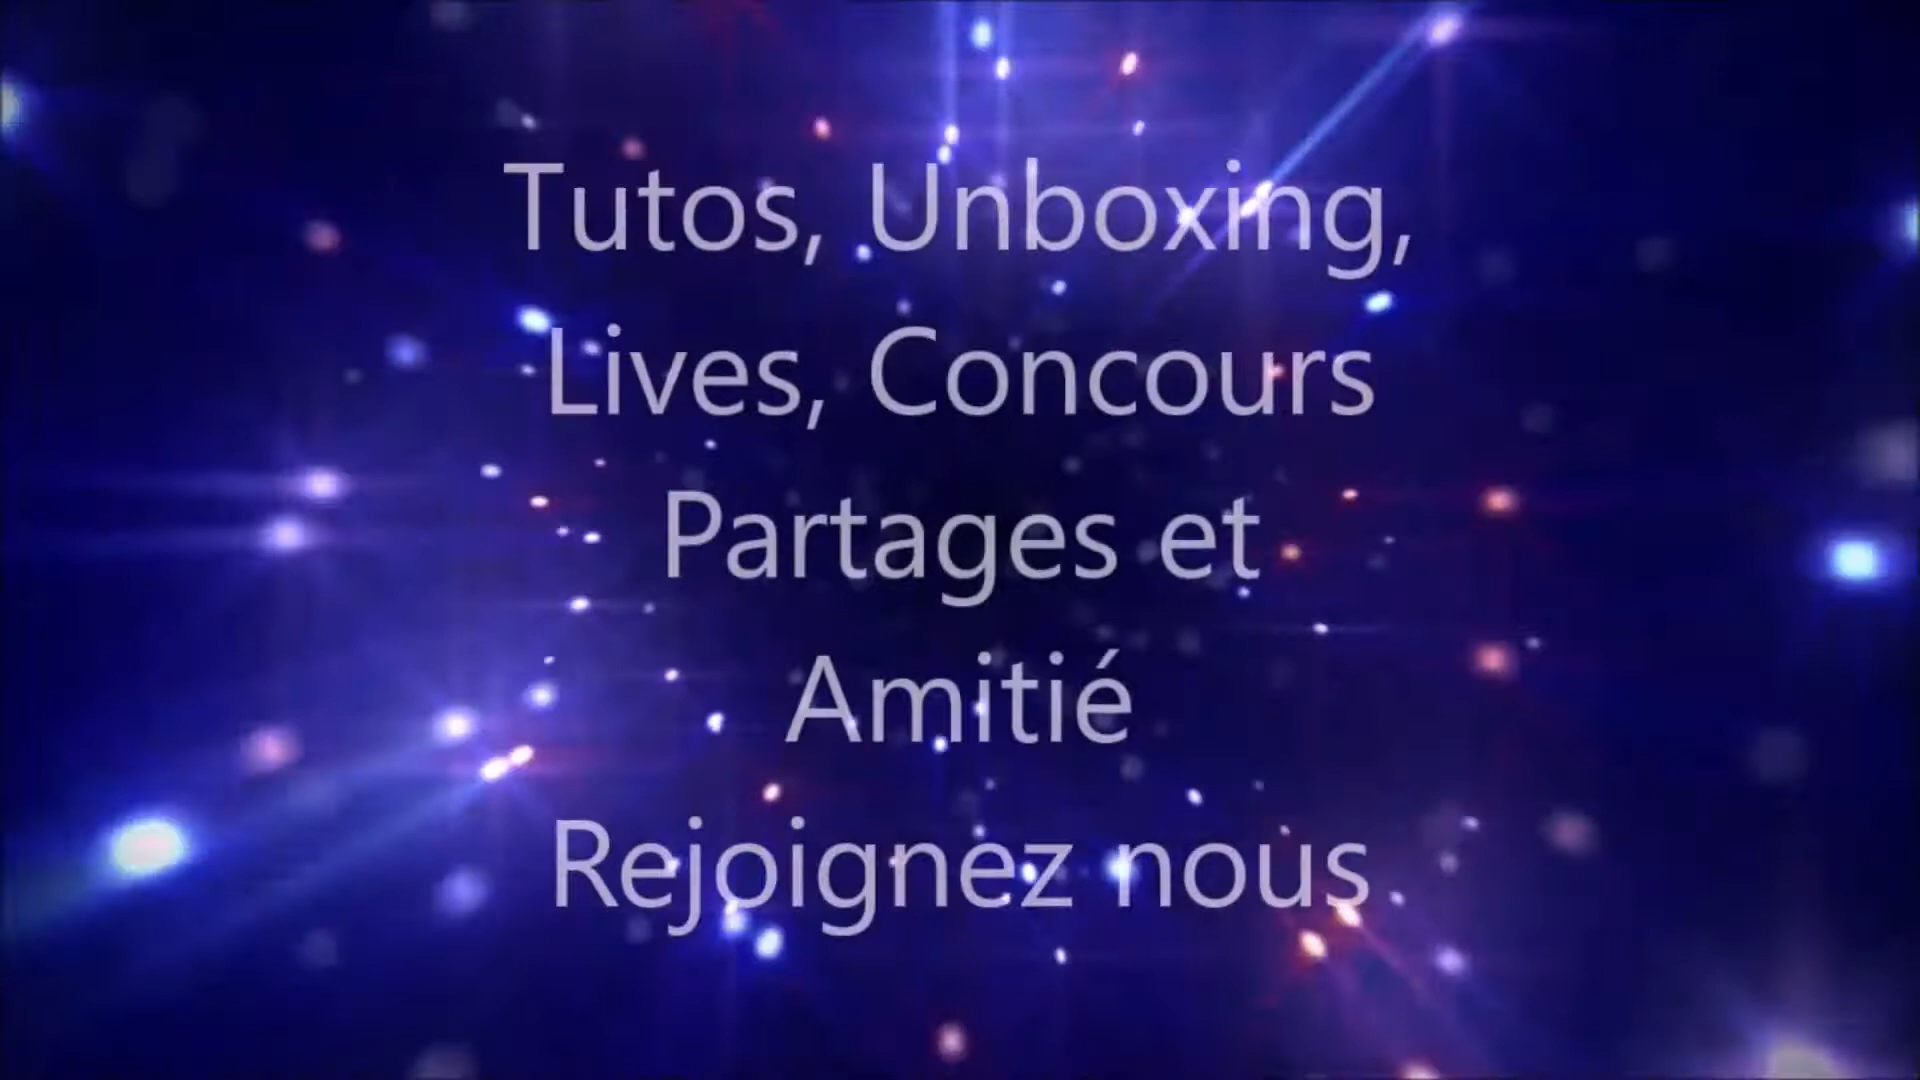 Tutos, Unboxing,
Lives, Concours
Partages et
Amitié
Rejoignez nous